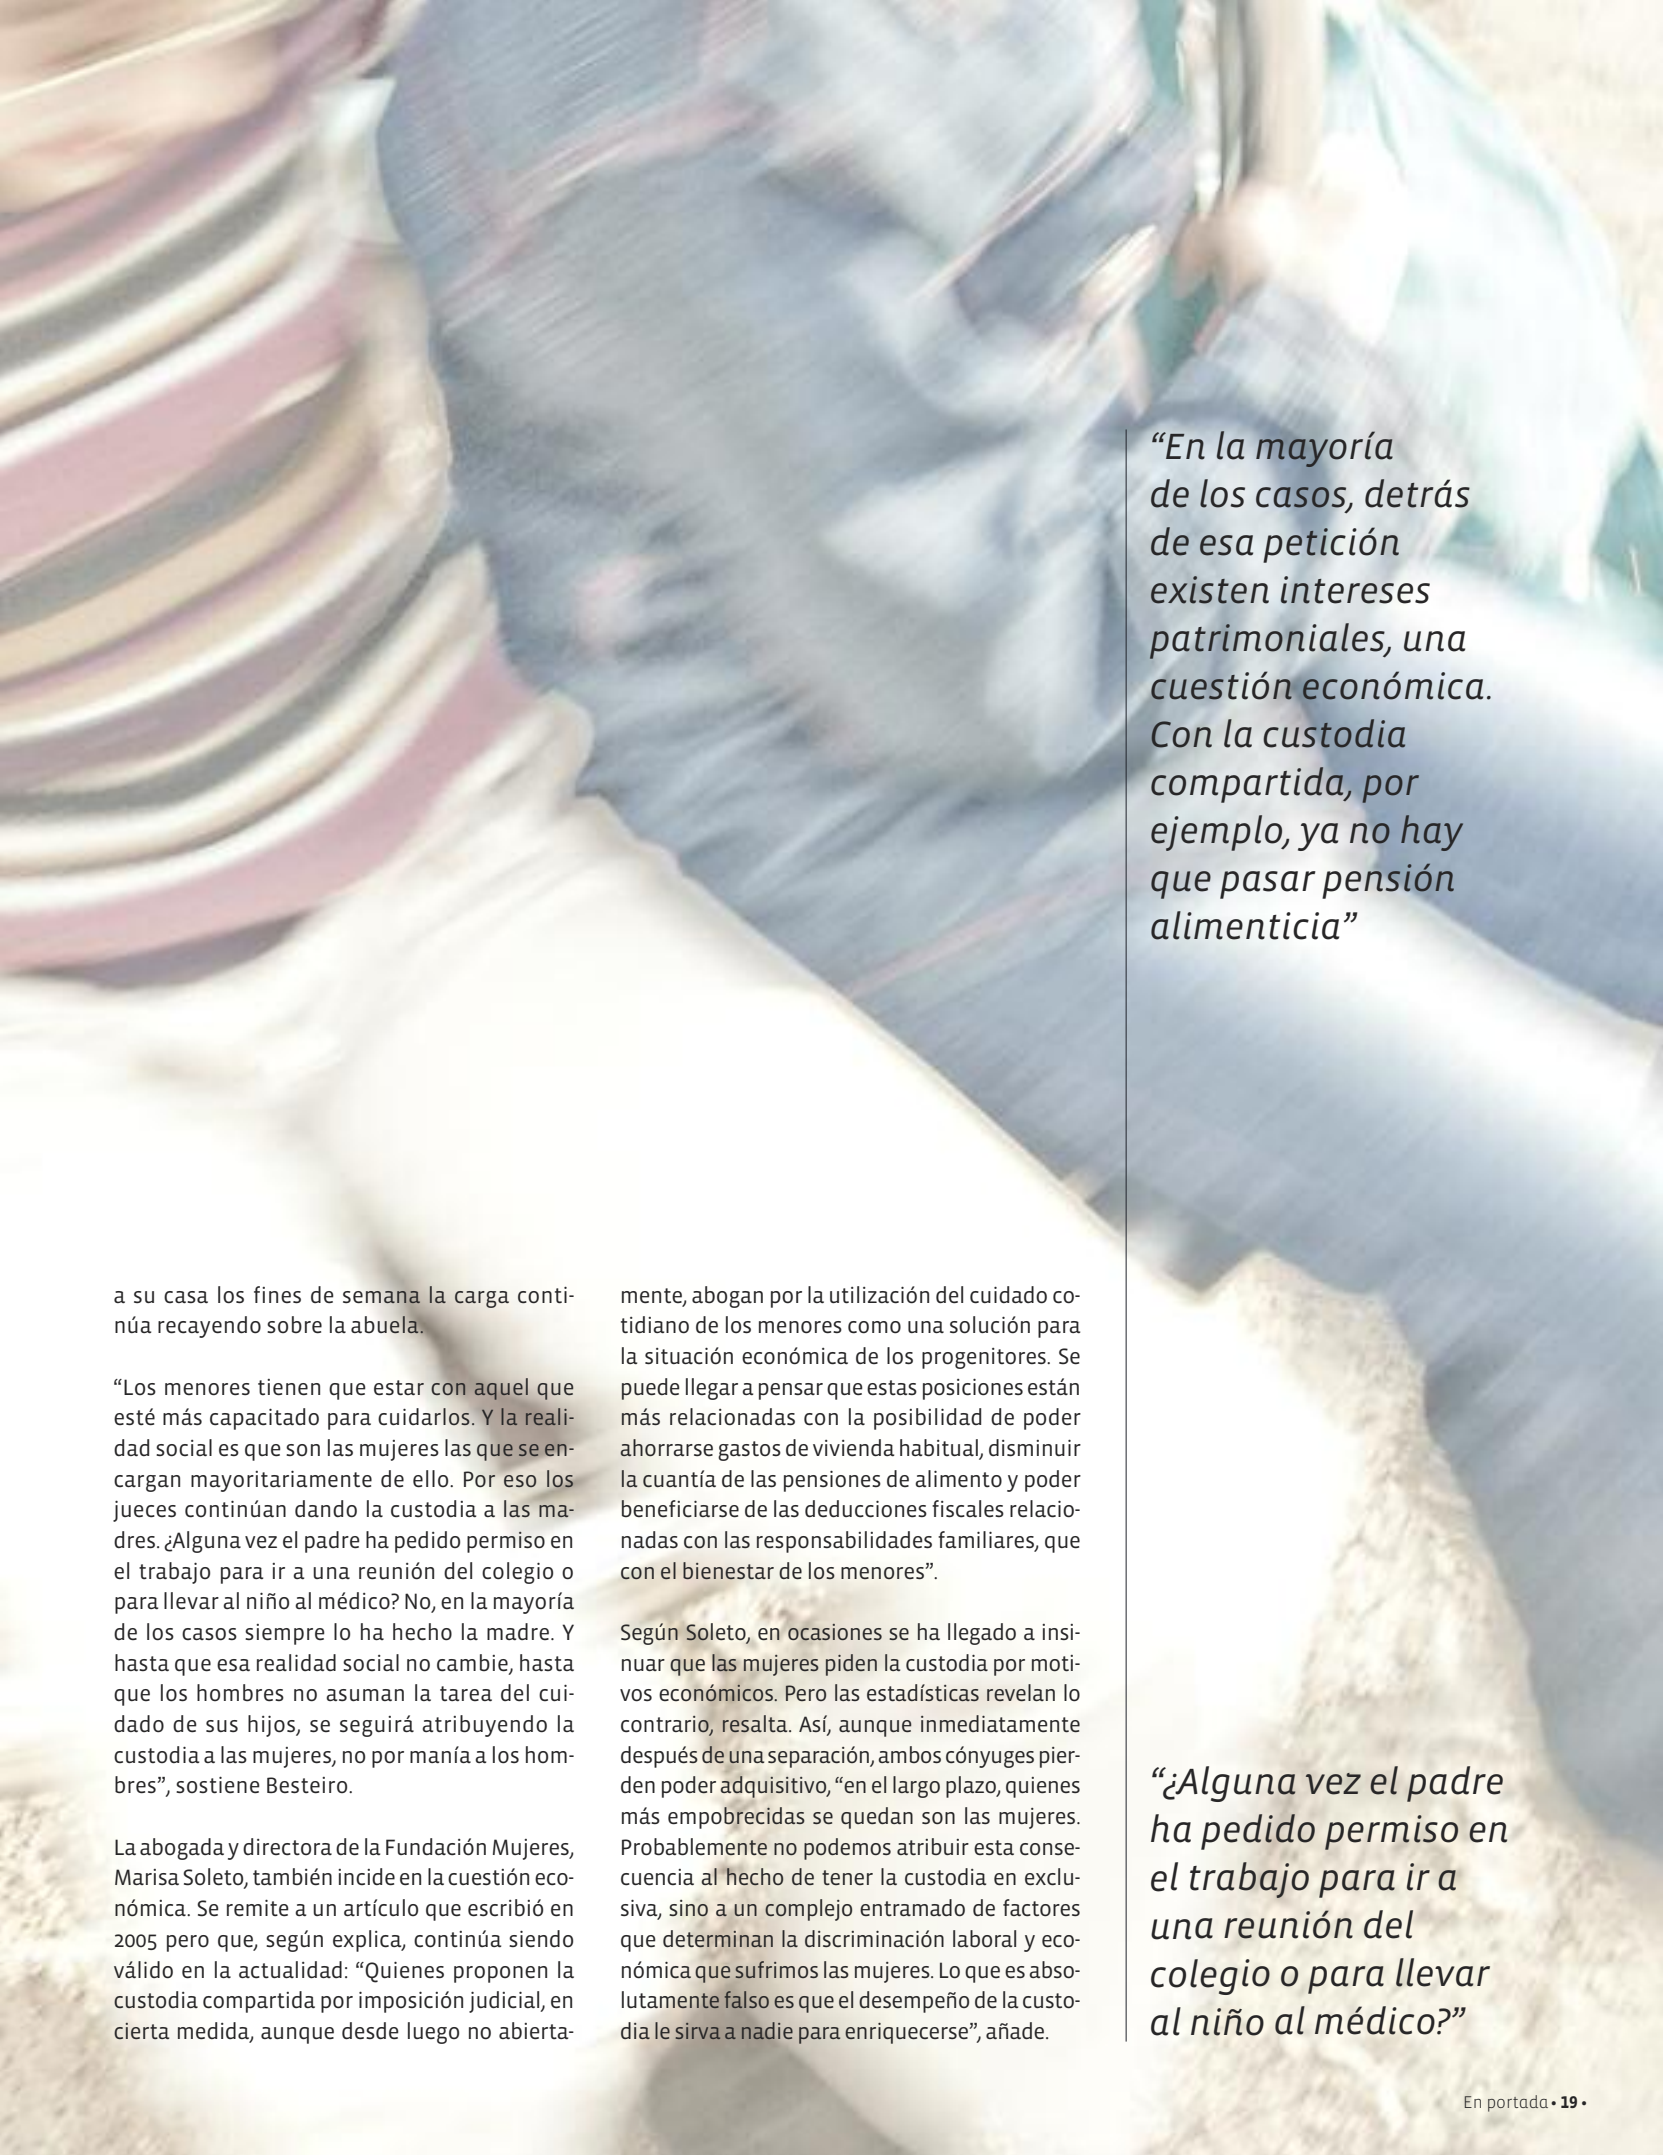 “En la mayoría
de los casos, detrás
de esa petición
existen intereses
patrimoniales, una
cuestión económica.
Con la custodia
compartida, por
ejemplo, ya no hay
que pasar pensión
alimenticia”
a su casa los fines de semana la carga conti-
núa recayendo sobre la abuela.
“Los menores tienen que estar con aquel que
esté más capacitado para cuidarlos. Y la reali-
dad social es que son las mujeres las que se en-
cargan mayoritariamente de ello. Por eso los
jueces continúan dando la custodia a las ma-
dres. ¿Alguna vez el padre ha pedido permiso en
el trabajo para ir a una reunión del colegio o
para llevar al niño al médico? No, en la mayoría
de los casos siempre lo ha hecho la madre. Y
hasta que esa realidad social no cambie, hasta
que los hombres no asuman la tarea del cui-
dado de sus hijos, se seguirá atribuyendo la
custodia a las mujeres, no por manía a los hom-
bres”, sostiene Besteiro.
La abogada y directora de la Fundación Mujeres,
Marisa Soleto, también incide en la cuestión eco-
nómica. Se remite a un artículo que escribió en
2005 pero que, según explica, continúa siendo
válido en la actualidad: “Quienes proponen la
custodia compartida por imposición judicial, en
cierta medida, aunque desde luego no abierta-
mente, abogan por la utilización del cuidado co-
tidiano de los menores como una solución para
la situación económica de los progenitores. Se
puede llegar a pensar que estas posiciones están
más relacionadas con la posibilidad de poder
ahorrarse gastos de vivienda habitual, disminuir
la cuantía de las pensiones de alimento y poder
beneficiarse de las deducciones fiscales relacio-
nadas con las responsabilidades familiares, que
con el bienestar de los menores”.
Según Soleto, en ocasiones se ha llegado a insi-
nuar que las mujeres piden la custodia por moti-
vos económicos. Pero las estadísticas revelan lo
contrario, resalta. Así, aunque inmediatamente
después de una separación, ambos cónyuges pier-
den poder adquisitivo, “en el largo plazo, quienes
más empobrecidas se quedan son las mujeres.
Probablemente no podemos atribuir esta conse-
cuencia al hecho de tener la custodia en exclu-
siva, sino a un complejo entramado de factores
que determinan la discriminación laboral y eco-
nómica que sufrimos las mujeres. Lo que es abso-
lutamente falso es que el desempeño de la custo-
dia le sirva a nadie para enriquecerse”, añade.
“¿Alguna vez el padre
ha pedido permiso en
el trabajo para ir a
una reunión del
colegio o para llevar
al niño al médico?”
En portada • 19 •